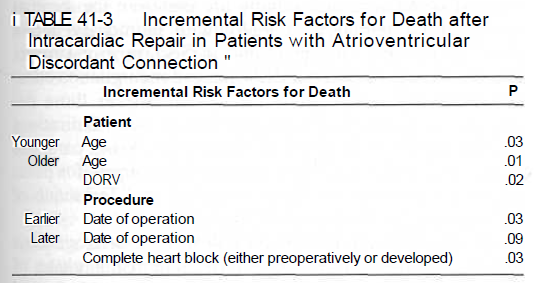 i TABLE 41-3 Incremental Risk Factors for Death after
Intracardiac Repair in Patients with Atrioventricular
Discordant Connection "
Incremental Risk Factors for Death P
Patient
Younger Age .03
Older Age .01
DORV .02
Procedure
Earlier Date of operation .03
Later Date of operation .09
Complete heart block (either preoperatively or developed) .03